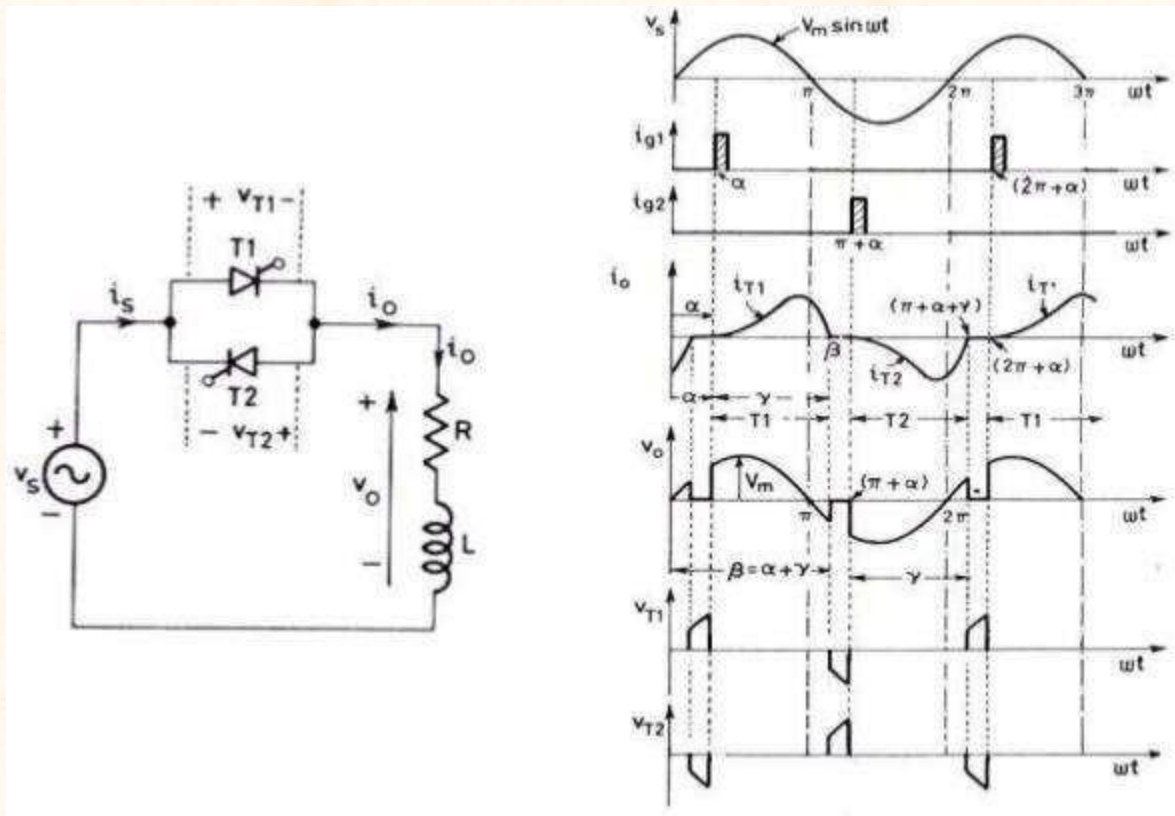 + vT1 -
T1
is
io
io
T2
- vT2 +
+
vs
-
+
vo
-
R
L
vs
Vm sin ωt
π
2π
3π
ωt
ig1
α
(2π+α)
ωt
ig2
π+α
ωt
io
α
iT1
β
iT2
(π+α+γ)
iT'
(2π+α)
ωt
α
γ
T1
T2
T1
vo
Vm
π
(π+α)
2π
ωt
β=α+γ
γ
vT1
ωt
vT2
ωt